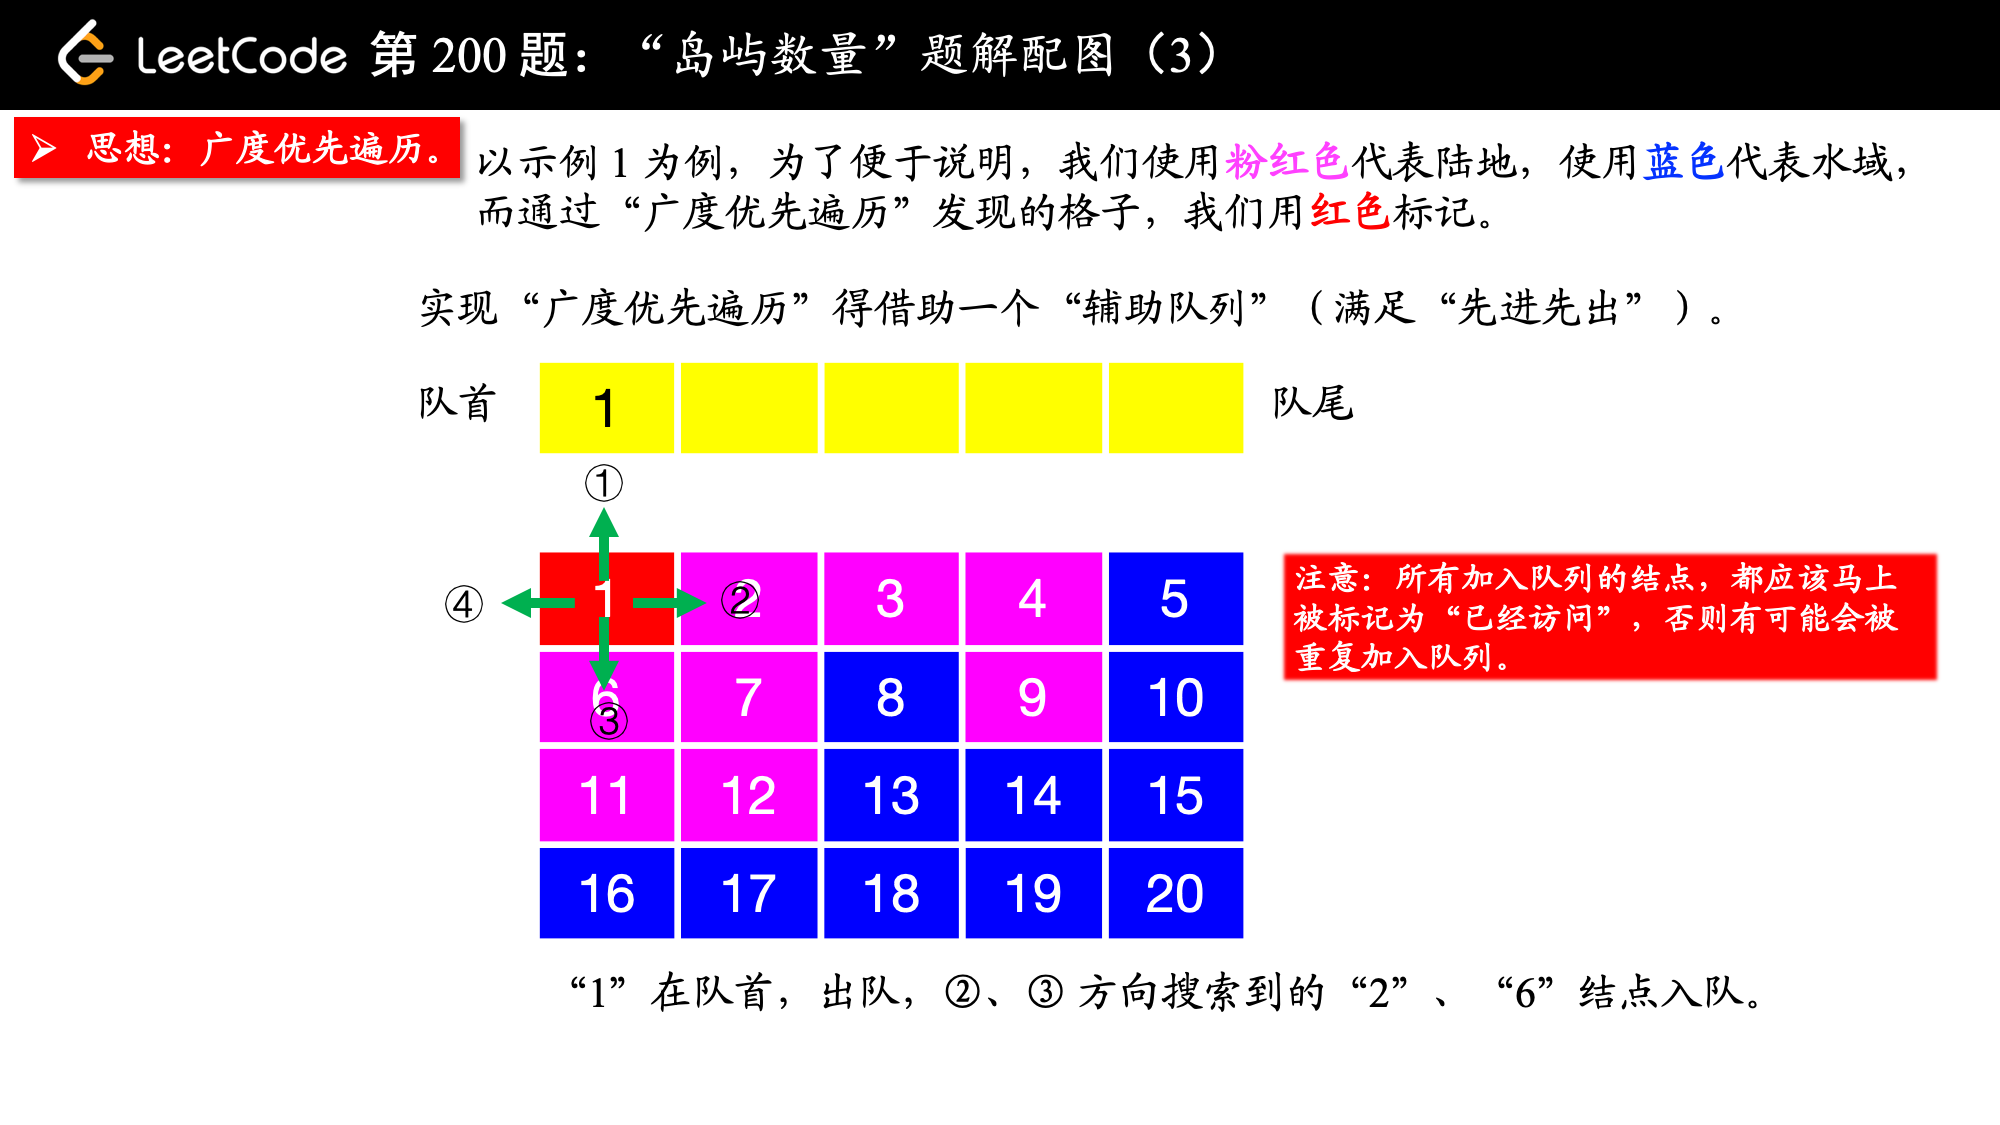 LeetCode 第 200 题：“岛屿数量”题解配图（3）
➢ 思想：广度优先遍历。
以示例 1 为例，为了便于说明，我们使用粉红色代表陆地，使用蓝色代表水域，
而通过“广度优先遍历”发现的格子，我们用红色标记。
实现“广度优先遍历”得借助一个“辅助队列”（满足“先进先出”）。
队首 1 队尾
①
④ 1 ② 2 3 4 5
6 ③ 7 8 9 10
11 12 13 14 15
16 17 18 19 20
注意：所有加入队列的结点，都应该马上
被标记为“已经访问”，否则有可能会被
重复加入队列。
“1”在队首，出队，②、③ 方向搜索到的“2”、“6”结点入队。